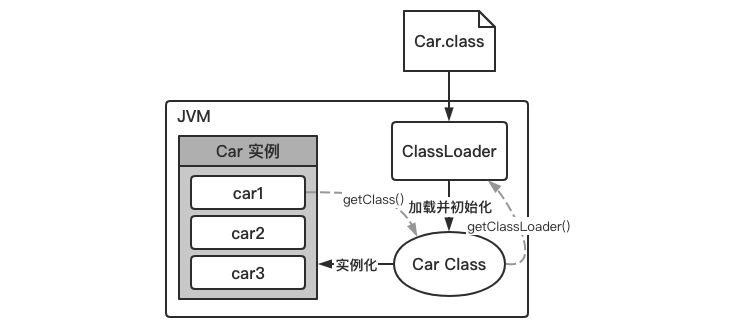 Car.class
JVM
ClassLoader
Car 实例
car1
getClass()
加载并初始化
car2
getClassLoader()
car3
实例化
Car Class